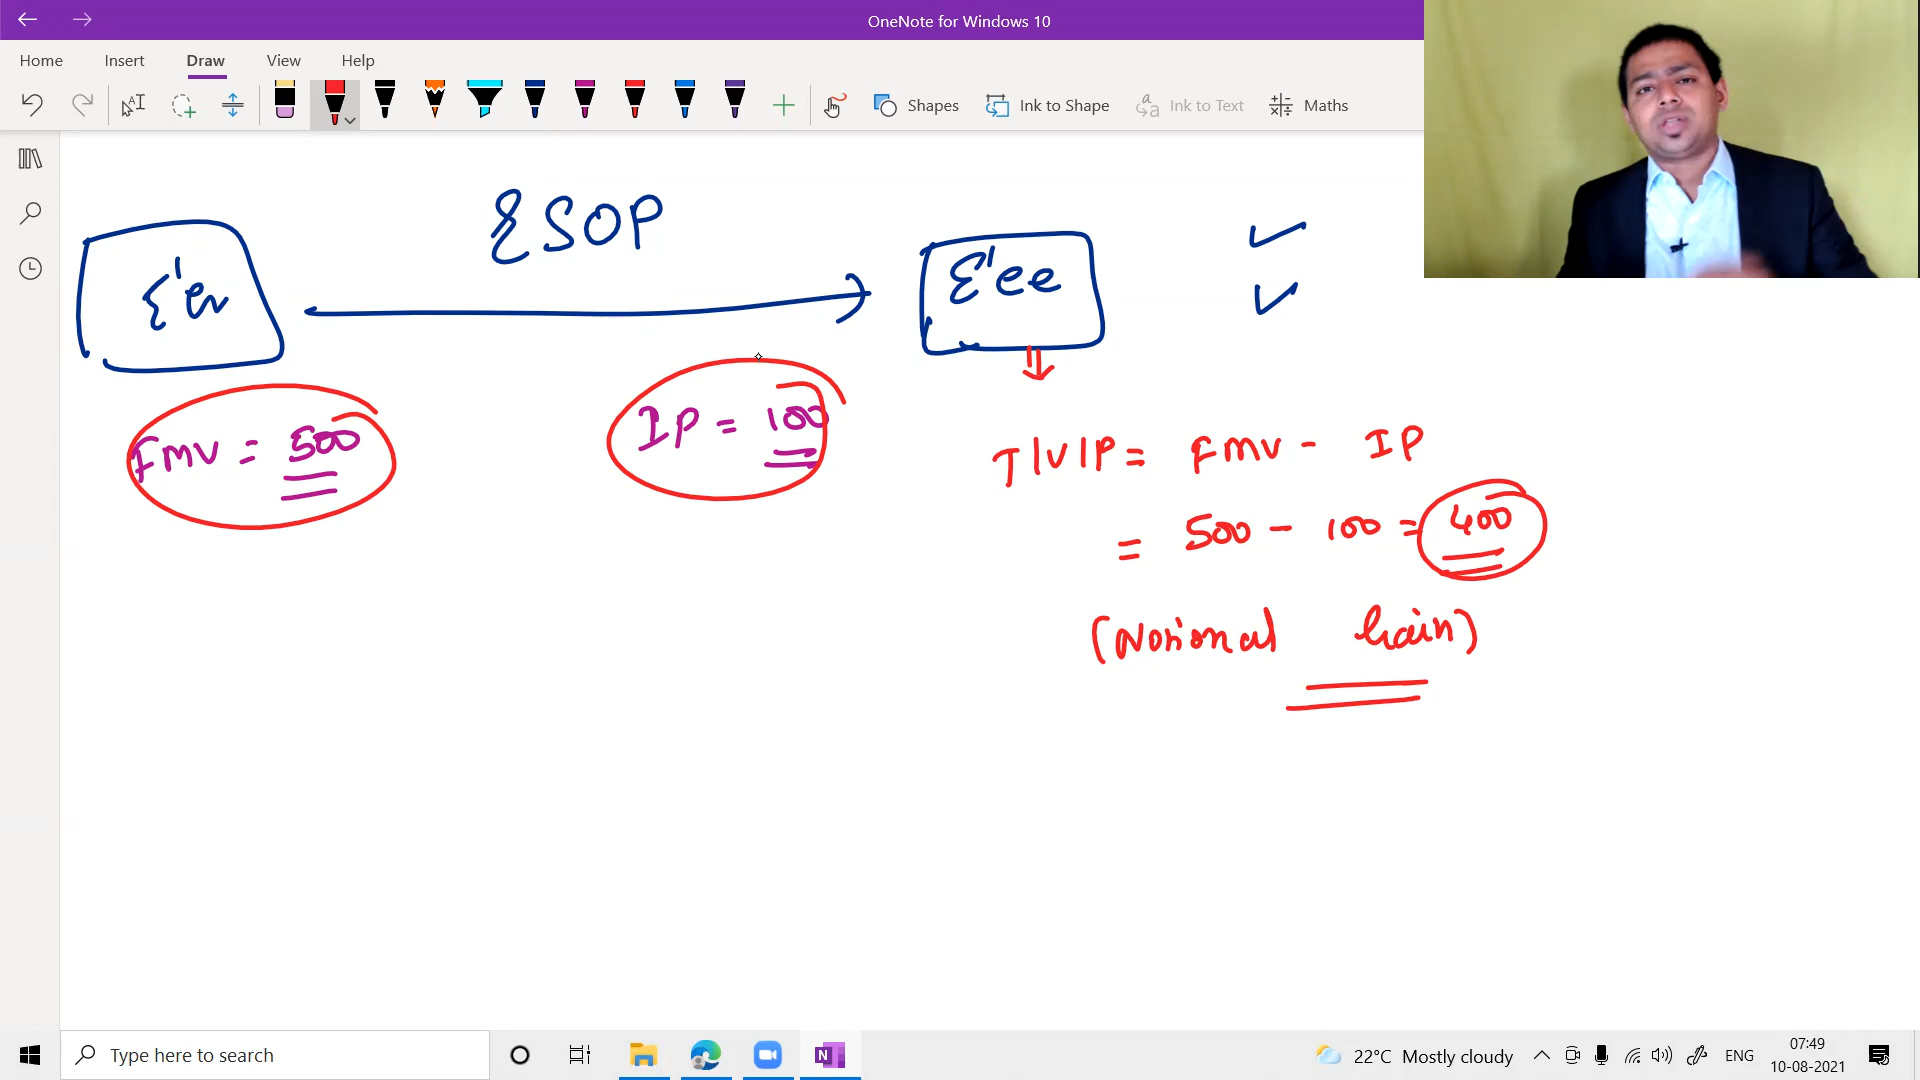 OneNote for Windows 10
Home Insert Draw View Help
Shapes Ink to Shape Ink to Text Maths
ESOP
E'er
E'ee
FMV = 500
IP = 100
T|V|P = FMV - IP
= 500 - 100 = 400
(Notional Gain)
Type here to search
22°C Mostly cloudy
ENG
07:49
10-08-2021